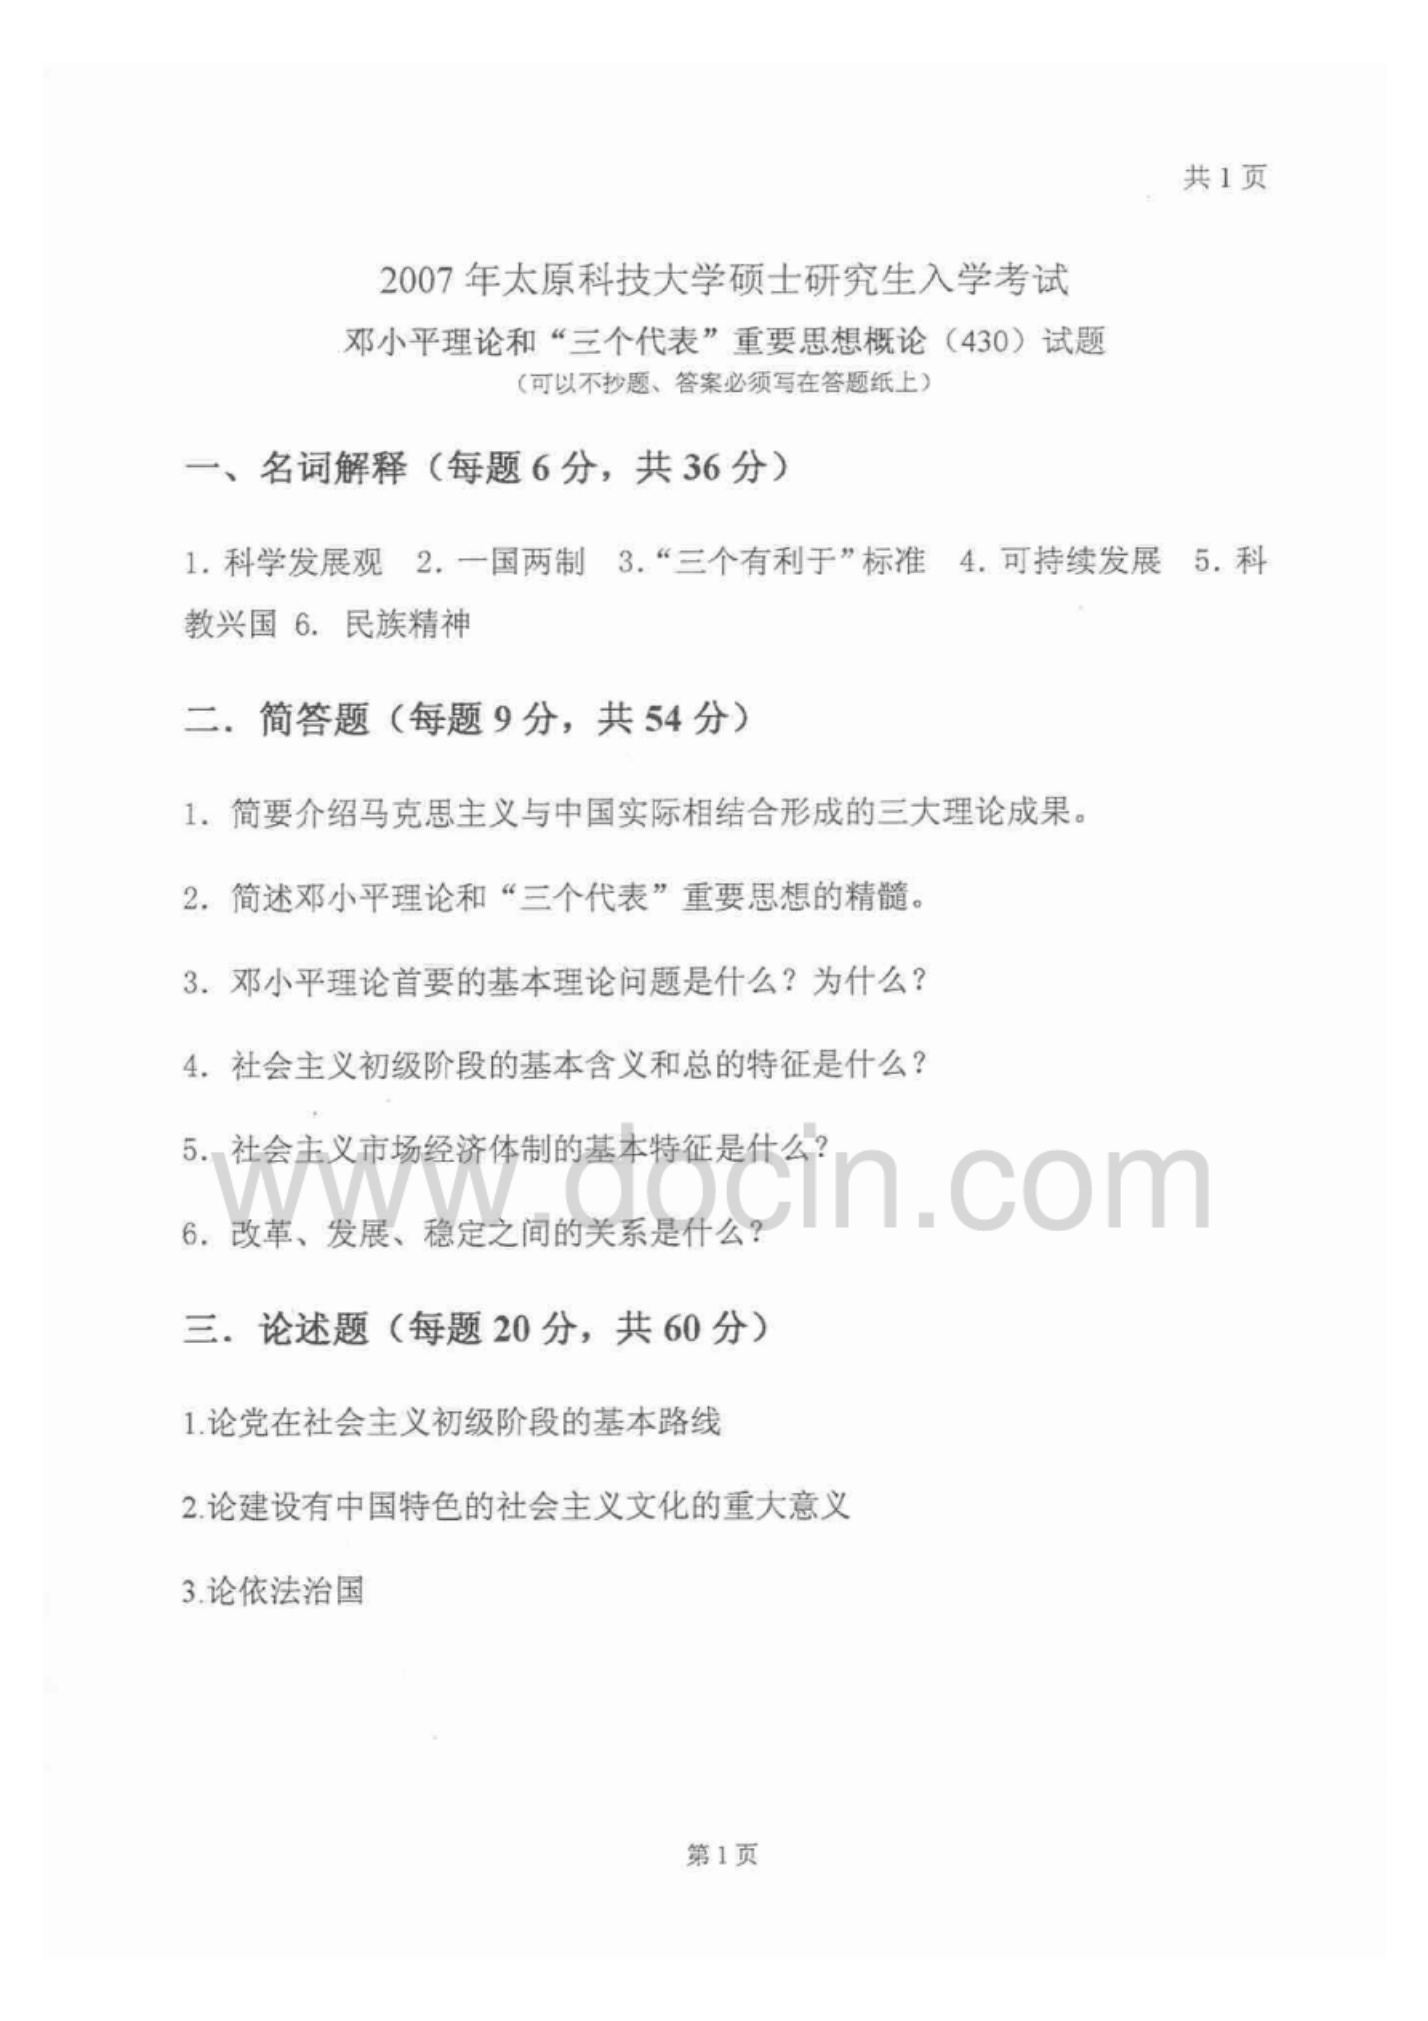 共 1 页
2007 年太原科技大学硕士研究生入学考试
邓小平理论和“三个代表”重要思想概论（430）试题
（可以不抄题、答案必须写在答题纸上）
一、名词解释（每题 6 分，共 36 分）
1. 科学发展观 2. 一国两制 3.“三个有利于”标准 4. 可持续发展 5. 科
教兴国 6. 民族精神
二．简答题（每题 9 分，共 54 分）
1. 简要介绍马克思主义与中国实际相结合形成的三大理论成果。
2. 简述邓小平理论和“三个代表”重要思想的精髓。
3. 邓小平理论首要的基本理论问题是什么？为什么？
4. 社会主义初级阶段的基本含义和总的特征是什么？
5. 社会主义市场经济体制的基本特征是什么？
www.docin.com
6. 改革、发展、稳定之间的关系是什么？
三．论述题（每题 20 分，共 60 分）
1.论党在社会主义初级阶段的基本路线
2.论建设有中国特色的社会主义文化的重大意义
3.论依法治国
第 1 页